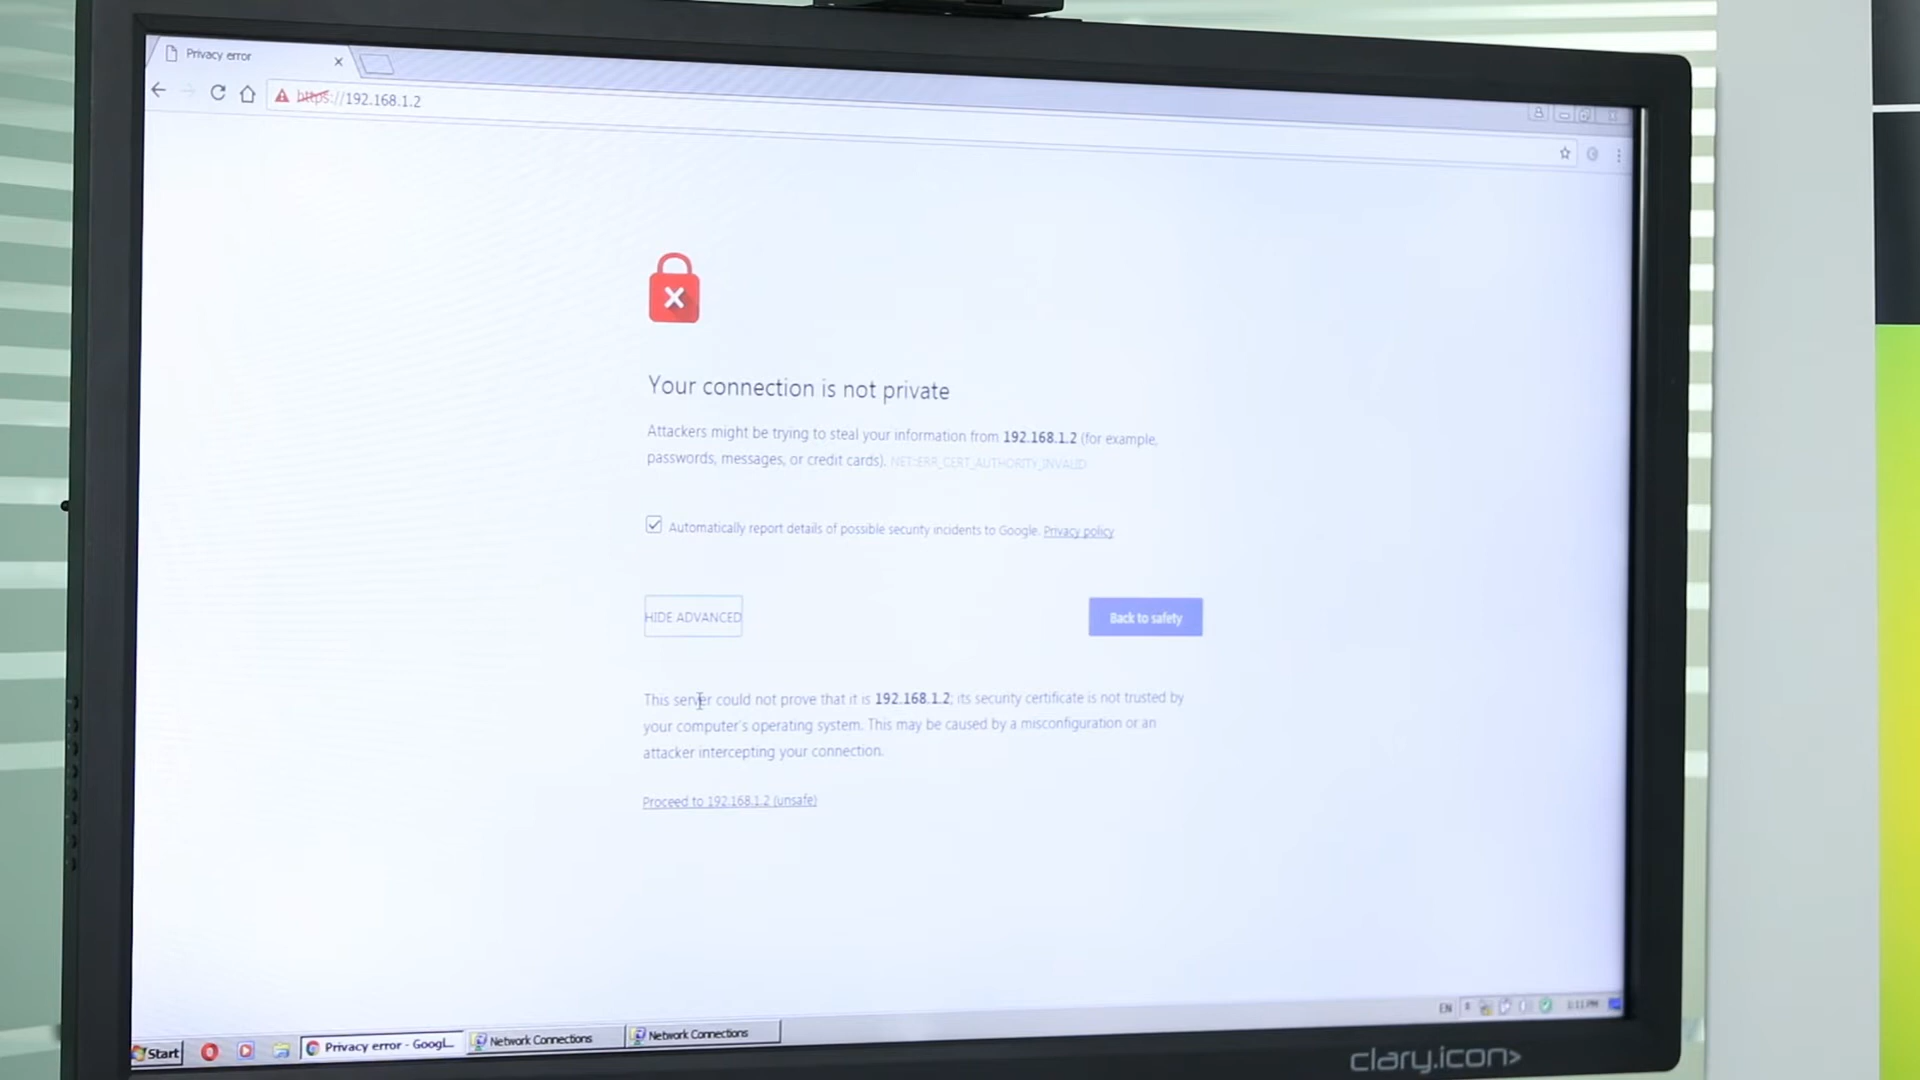 Privacy error
https://192.168.1.2
Your connection is not private
Attackers might be trying to steal your information from 192.168.1.2 (for example,
passwords, messages, or credit cards). NET::ERR_CERT_AUTHORITY_INVALID
Automatically report details of possible security incidents to Google. Privacy policy
HIDE ADVANCED
Back to safety
This server could not prove that it is 192.168.1.2; its security certificate is not trusted by
your computer's operating system. This may be caused by a misconfiguration or an
attacker intercepting your connection.
Proceed to 192.168.1.2 (unsafe)
EN
1:11 PM
Start
Privacy error - Googl...
Network Connections
Network Connections
clary.icon>